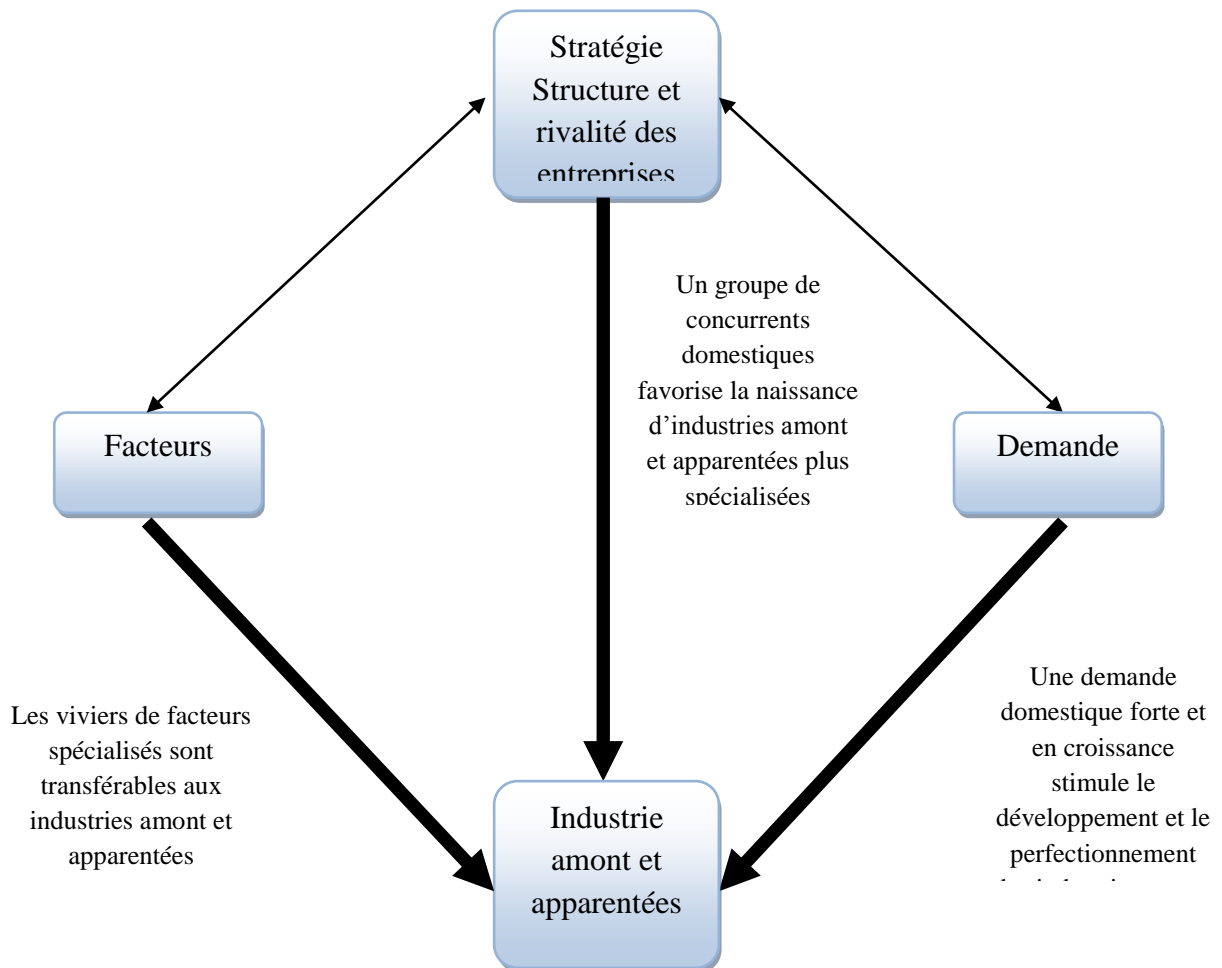 Stratégie
Structure et
rivalité des
entreprises
Un groupe de
concurrents
domestiques
favorise la naissance
d’industries amont
et apparentées plus
spécialisées
Facteurs
Demande
Les viviers de facteurs
spécialisés sont
transférables aux
industries amont et
apparentées
Une demande
domestique forte et
en croissance
stimule le
développement et le
perfectionnement
Industrie
amont et
apparentées